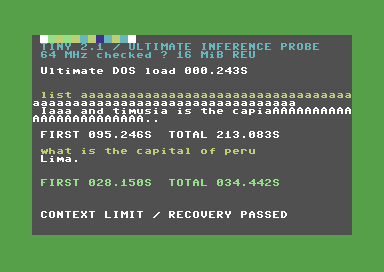 TINY 2.1 / ULTIMATE INFERENCE PROBE
64 MHz checked ? 16 MiB REU
Ultimate DOS load 000.243S
list aaaaaaaaaaaaaaaaaaaaaaaaaaaaaaaaaa
aaaaaaaaaaaaaaaaaaaaaaaaaaaaaaaaa
Iaaa and timusia is the capiaAAAAAAAAAA
AAAAAAAAAAAAAA..
FIRST 095.246S  TOTAL 213.083S
what is the capital of peru
Lima.
FIRST 028.150S  TOTAL 034.442S
CONTEXT LIMIT / RECOVERY PASSED